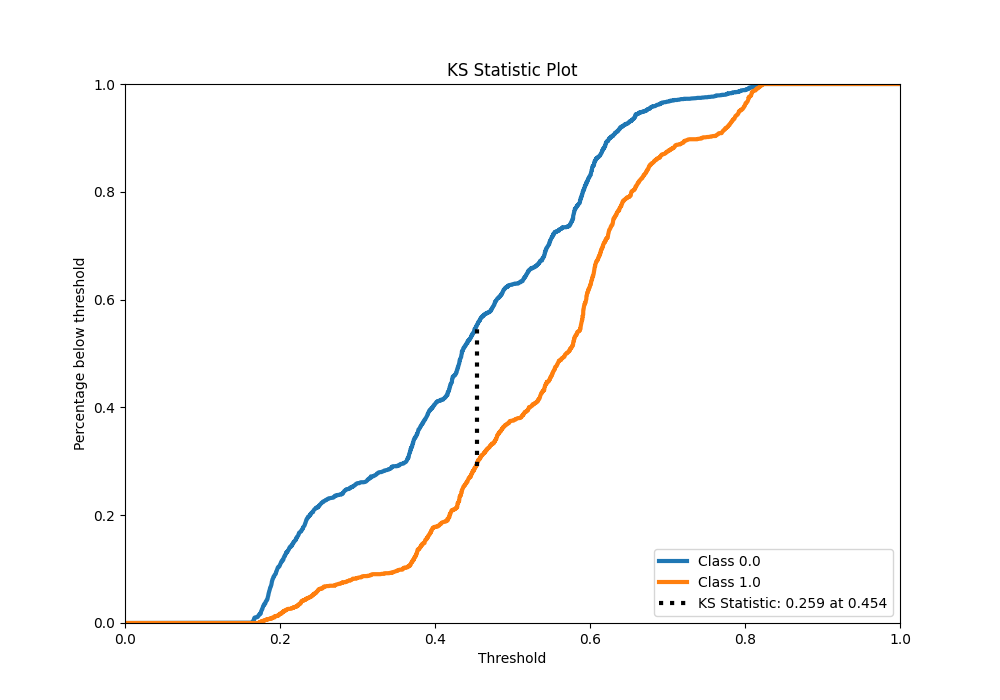 KS Statistic Plot
1.0
0.8
0.6
0.4
0.2
0.0
Percentage below threshold
0.0 0.2 0.4 0.6 0.8 1.0
Threshold
Class 0.0
Class 1.0
KS Statistic: 0.259 at 0.454